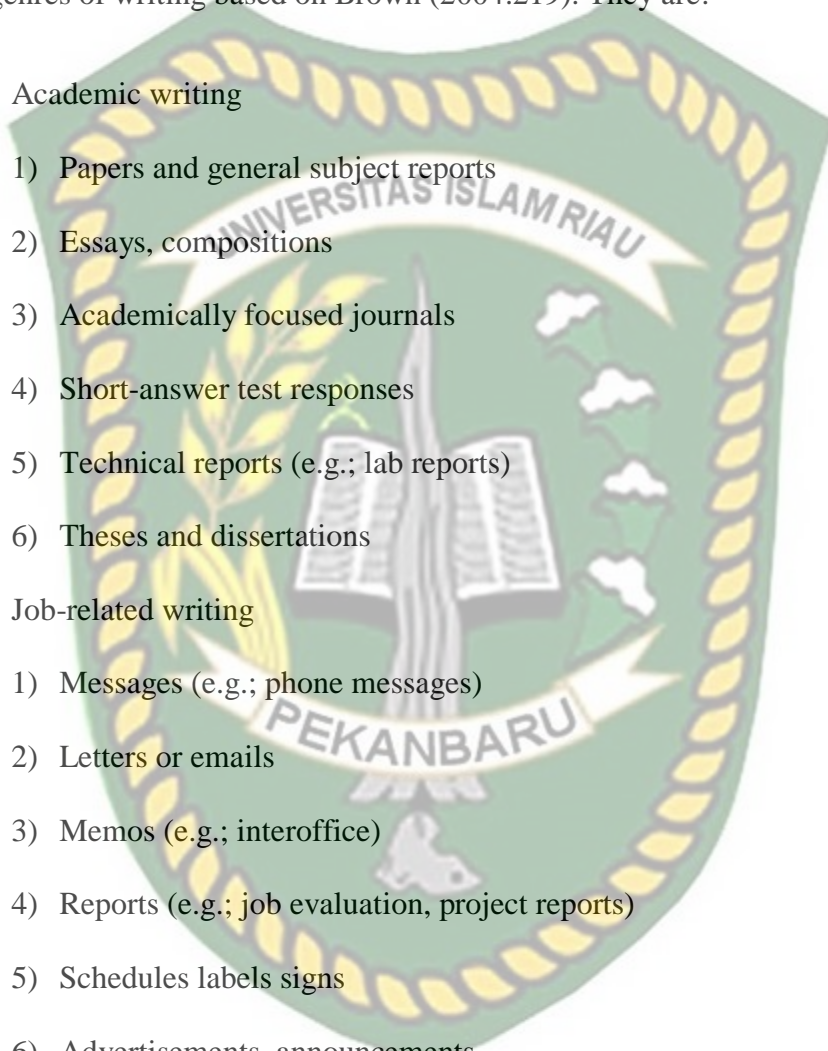 genres of writing based on Brown (2004:219). They are:
Academic writing
1) Papers and general subject reports
UNIVERSITAS ISLAM RIAU
2) Essays, compositions
3) Academically focused journals
4) Short-answer test responses
5) Technical reports (e.g.; lab reports)
6) Theses and dissertations
Job-related writing
1) Messages (e.g.; phone messages)
PEKANBARU
2) Letters or emails
3) Memos (e.g.; interoffice)
4) Reports (e.g.; job evaluation, project reports)
5) Schedules labels signs
6) Advertisements, announcements